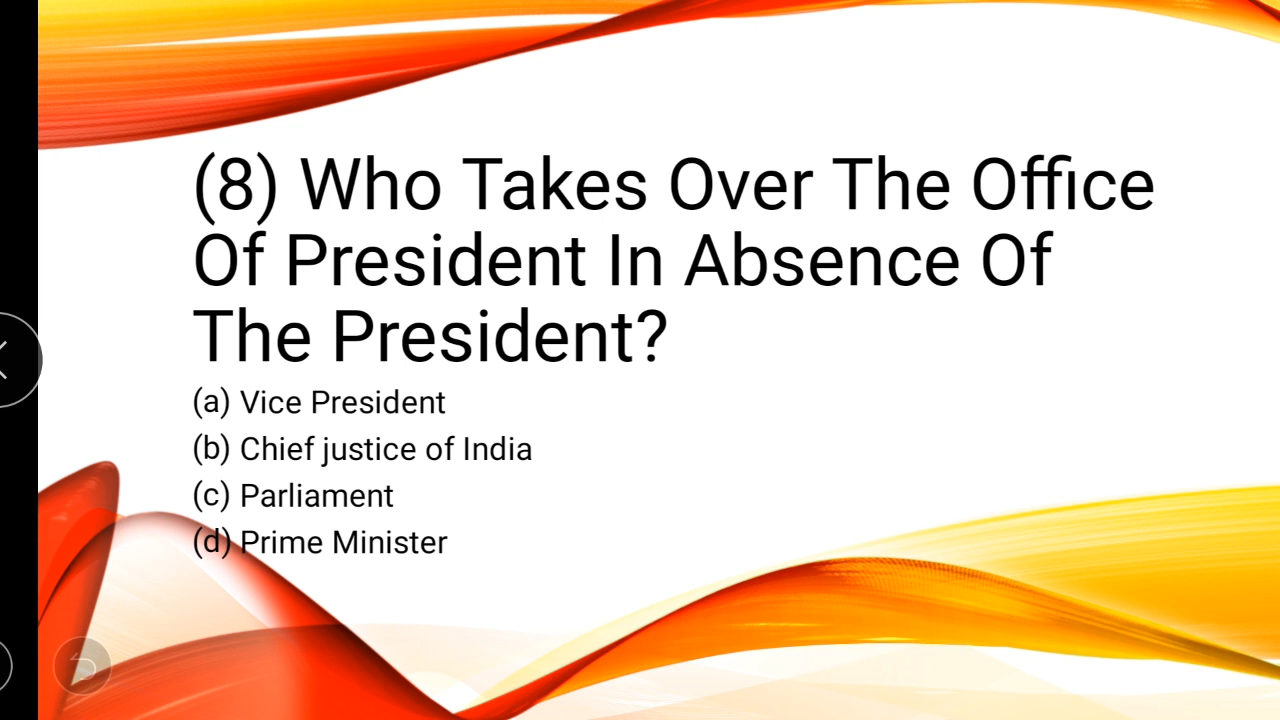 (8) Who Takes Over The Office
Of President In Absence Of
The President?
(a) Vice President
(b) Chief justice of India
(c) Parliament
(d) Prime Minister